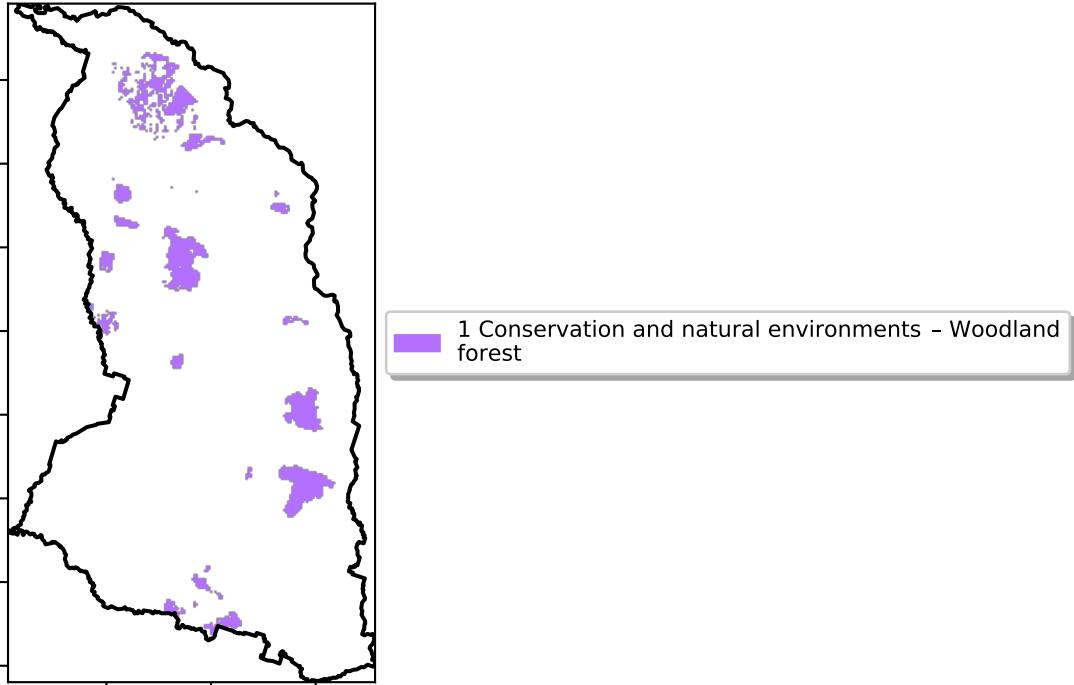 1 Conservation and natural environments – Woodland
forest